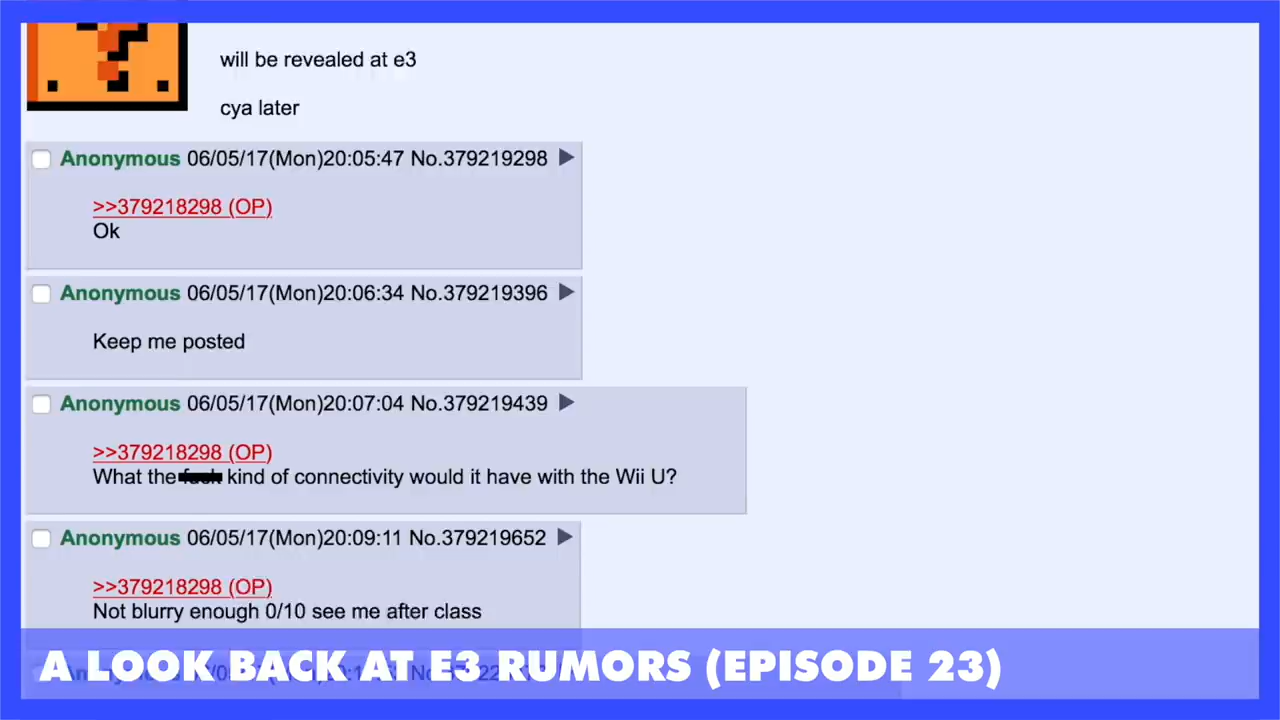 will be revealed at e3
cya later
Anonymous 06/05/17(Mon)20:05:47 No.379219298 ▶
>>379218298 (OP)
Ok
Anonymous 06/05/17(Mon)20:06:34 No.379219396 ▶
Keep me posted
Anonymous 06/05/17(Mon)20:07:04 No.379219439 ▶
>>379218298 (OP)
What the kind of connectivity would it have with the Wii U?
Anonymous 06/05/17(Mon)20:09:11 No.379219652 ▶
>>379218298 (OP)
Not blurry enough 0/10 see me after class
A LOOK BACK AT E3 RUMORS (EPISODE 23)